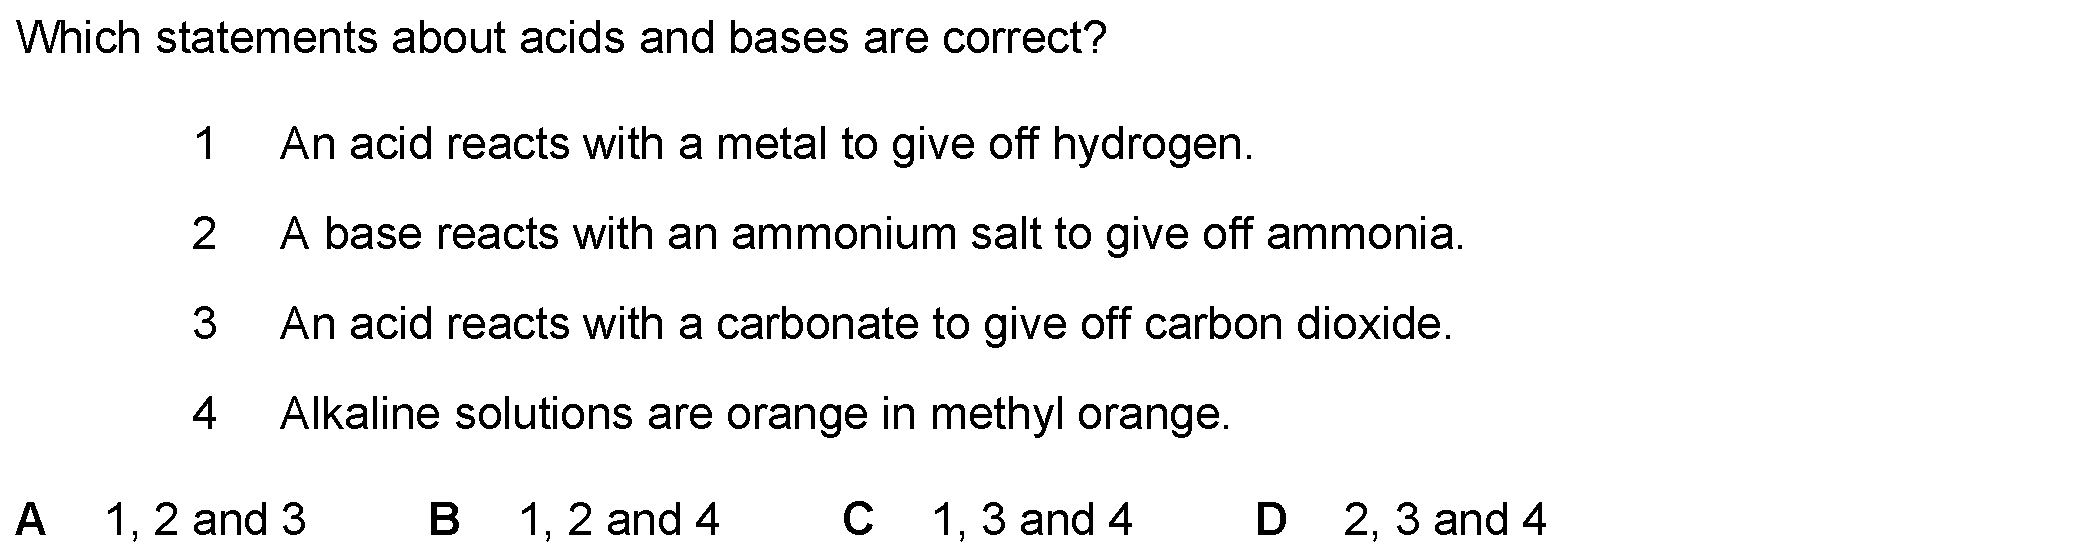 Which statements about acids and bases are correct?
1 An acid reacts with a metal to give off hydrogen.
2 A base reacts with an ammonium salt to give off ammonia.
3 An acid reacts with a carbonate to give off carbon dioxide.
4 Alkaline solutions are orange in methyl orange.
A 1, 2 and 3 B 1, 2 and 4 C 1, 3 and 4 D 2, 3 and 4